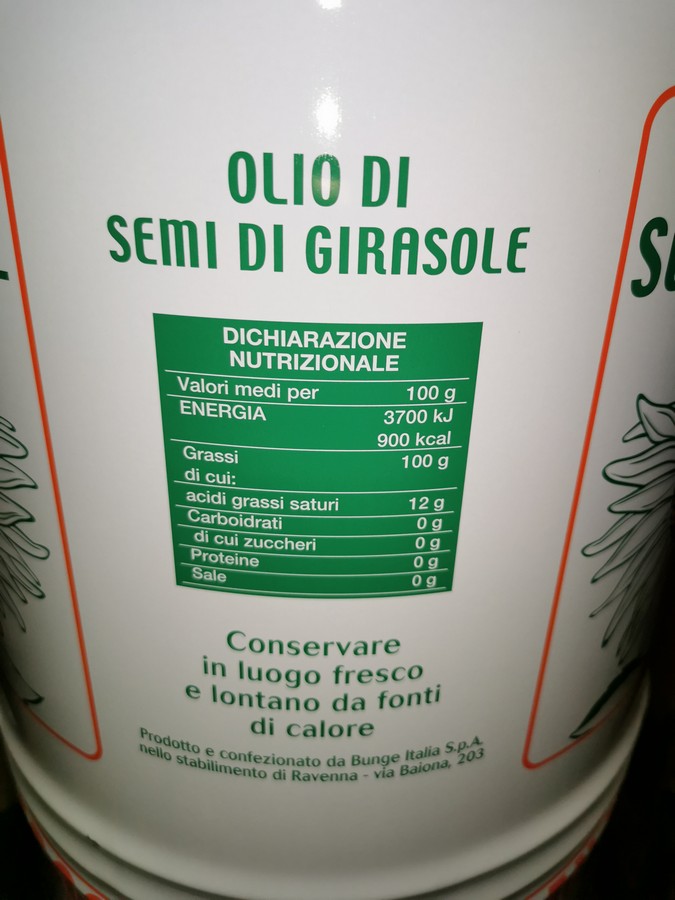 OLIO DI
SEMI DI GIRASOLE
DICHIARAZIONE
NUTRIZIONALE
Valori medi per 100 g
ENERGIA 3700 kJ
900 kcal
Grassi 100 g
di cui:
acidi grassi saturi 12 g
Carboidrati 0 g
di cui zuccheri 0 g
Proteine 0 g
Sale 0 g
Conservare
in luogo fresco
e lontano da fonti
di calore
Prodotto e confezionato da Bunge Italia S.p.A.
nello stabilimento di Ravenna - via Baiona, 203